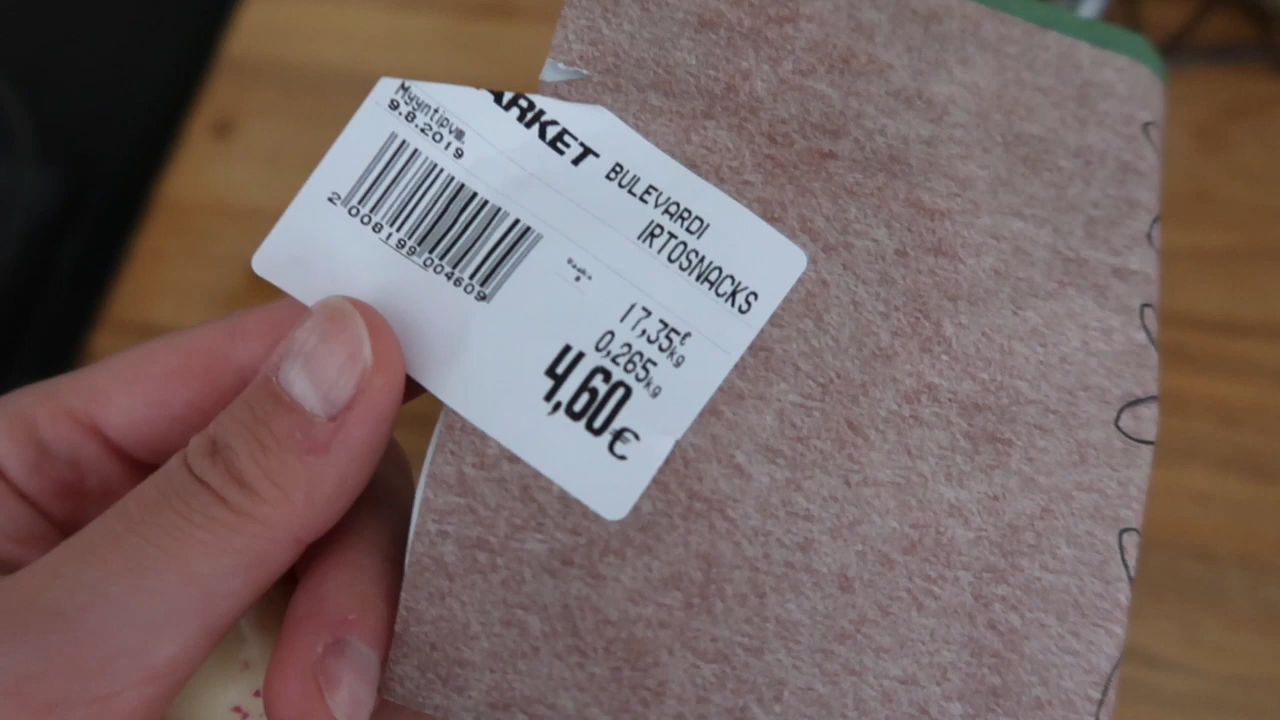 ARKET BULEVARDI
IRTOSNACKS
Myyntipvm.
9.8.2019
2 008199 004609
17,35€
kg
0,265kg
4,60€